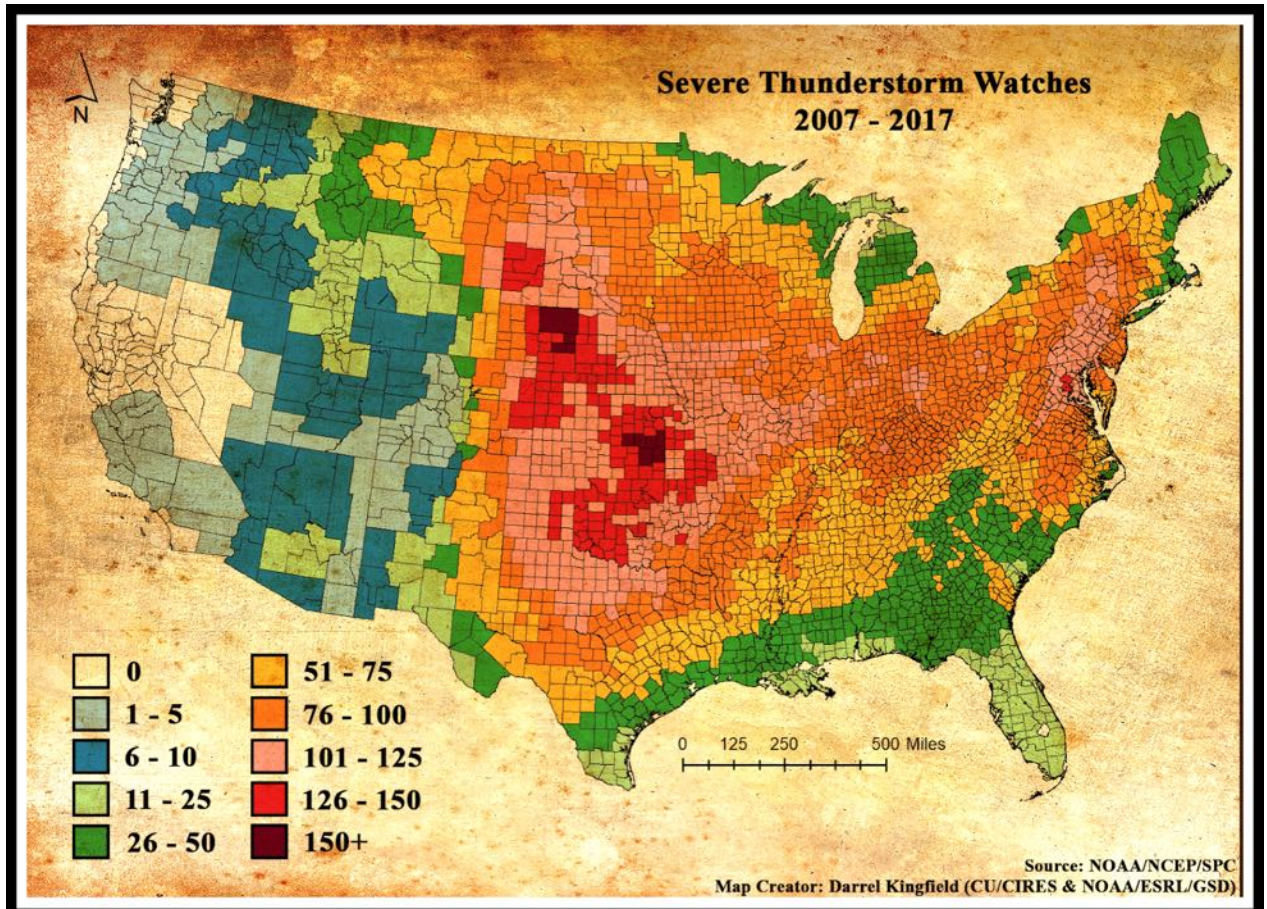 Severe Thunderstorm Watches
2007 - 2017
N
0
1 - 5
6 - 10
11 - 25
26 - 50
51 - 75
76 - 100
101 - 125
126 - 150
150+
0 125 250 500 Miles
Source: NOAA/NCEP/SPC
Map Creator: Darrel Kingfield (CU/CIRES & NOAA/ESRL/GSD)